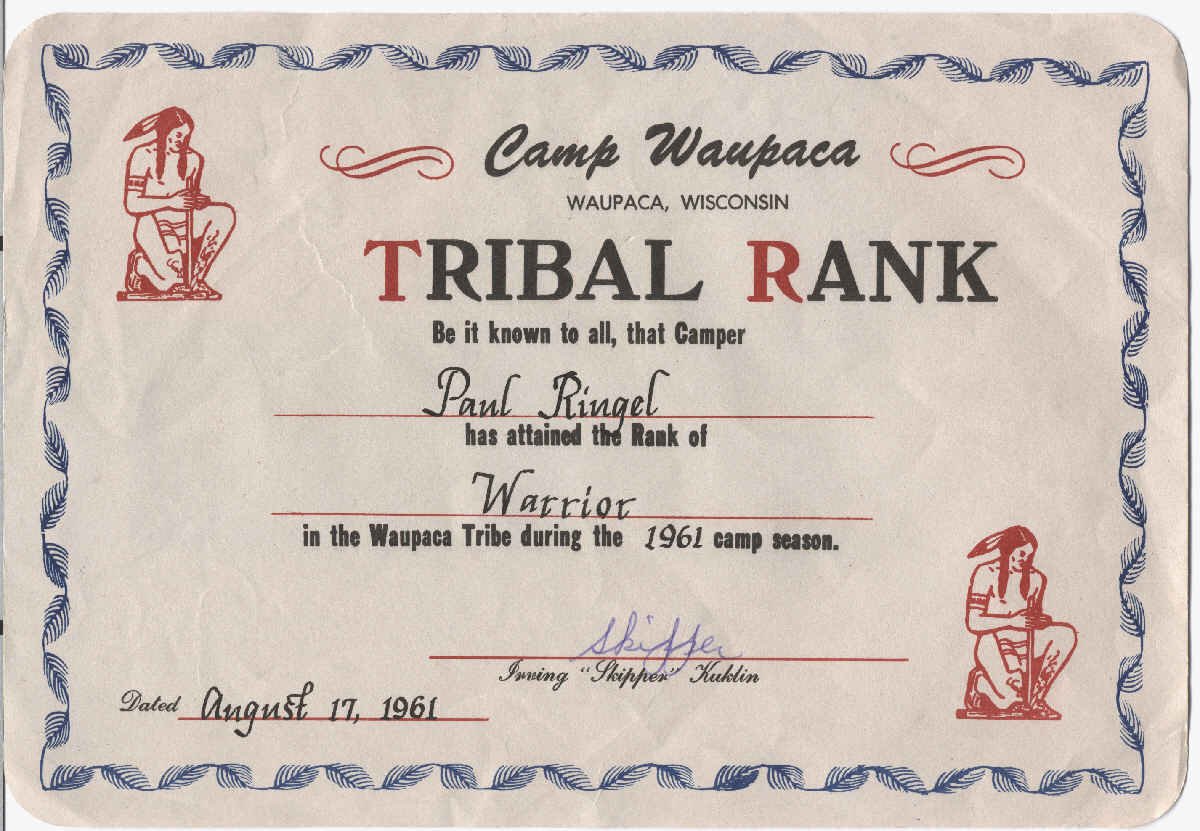 Camp Waupaca
WAUPACA, WISCONSIN
TRIBAL RANK
Be it known to all, that Camper
Paul Ringel
has attained the Rank of
Warrior
in the Waupaca Tribe during the 1961 camp season.
Skipper
Irving "Skipper" Kuklin
Dated August 17, 1961